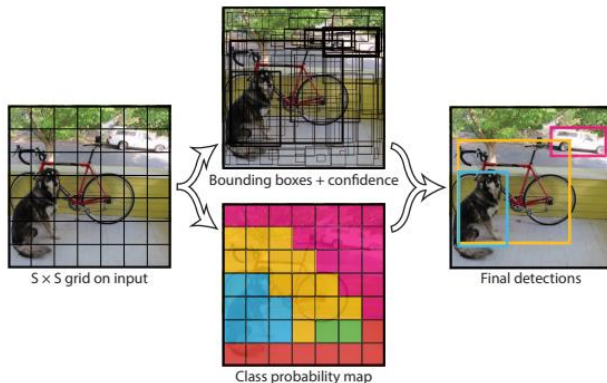 Bounding boxes + confidence
S × S grid on input
Final detections
Class probability map